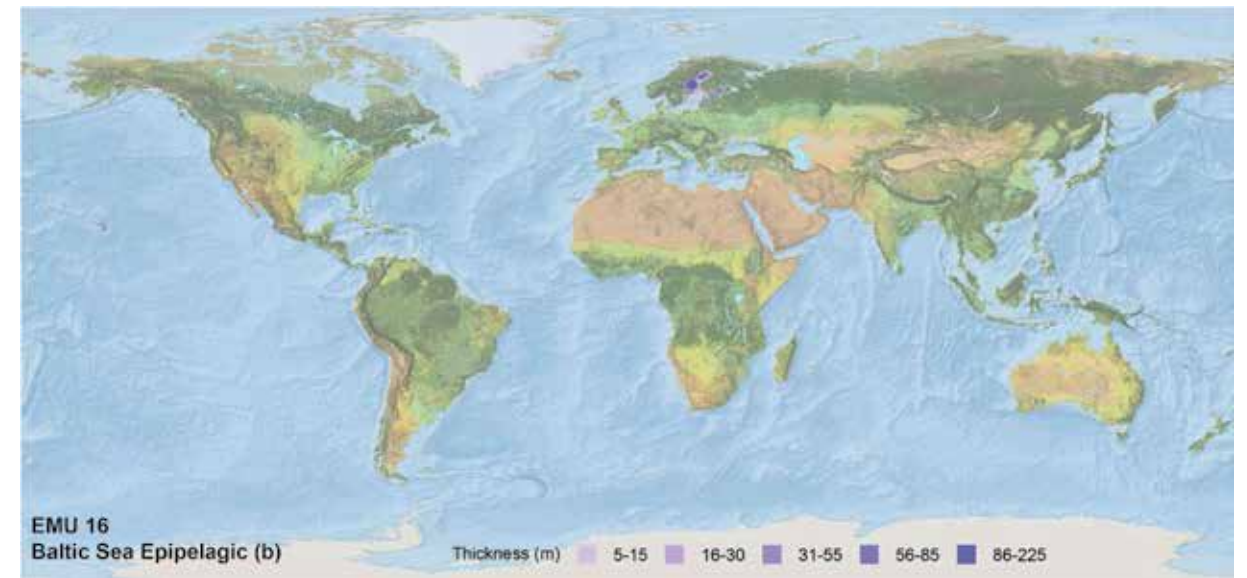 EMU 16
Baltic Sea Epipelagic (b)
Thickness (m) 5-15 16-30 31-55 56-85 86-225